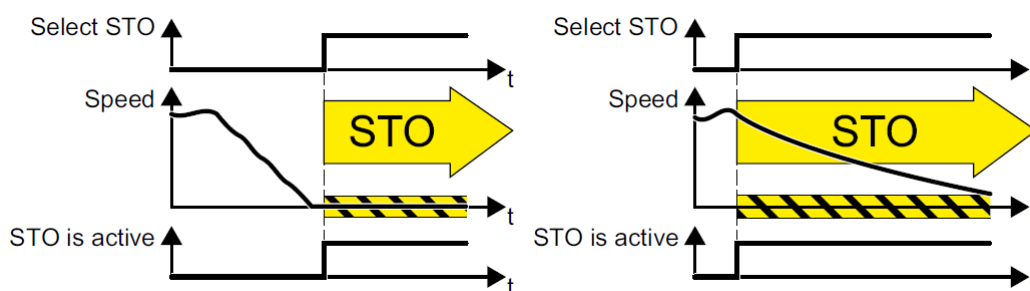 Select STO
t
Speed
STO
t
STO is active
t
Select STO
Speed
STO
STO is active